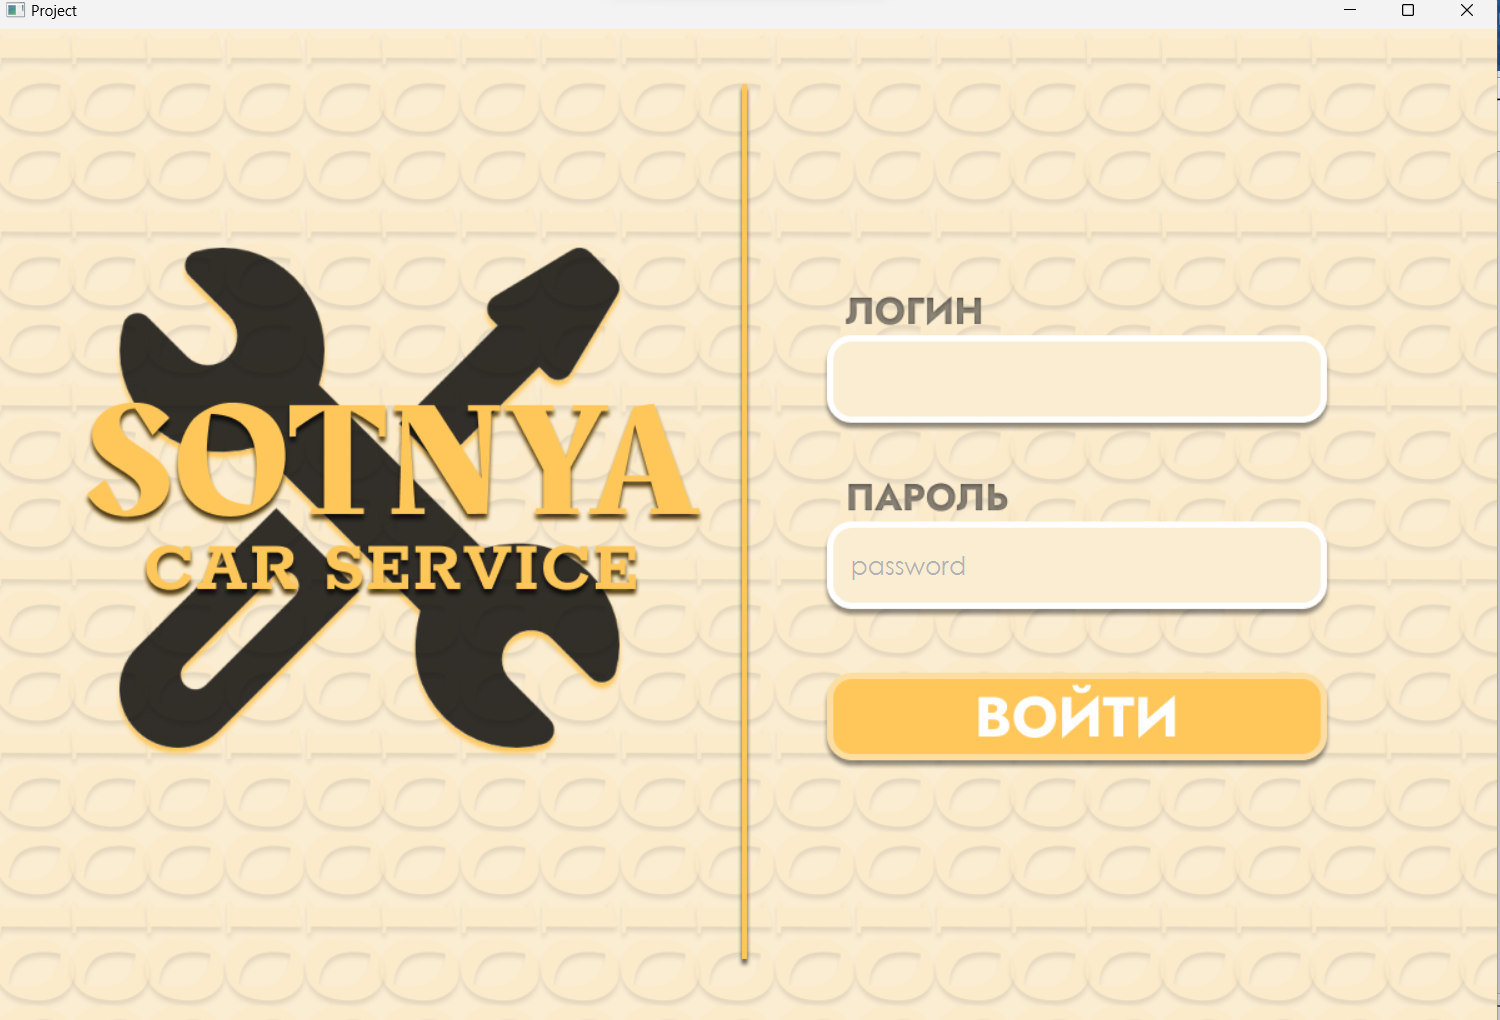 Project
SOTNYA
CAR SERVICE
ЛОГИН
ПАРОЛЬ
password
ВОЙТИ